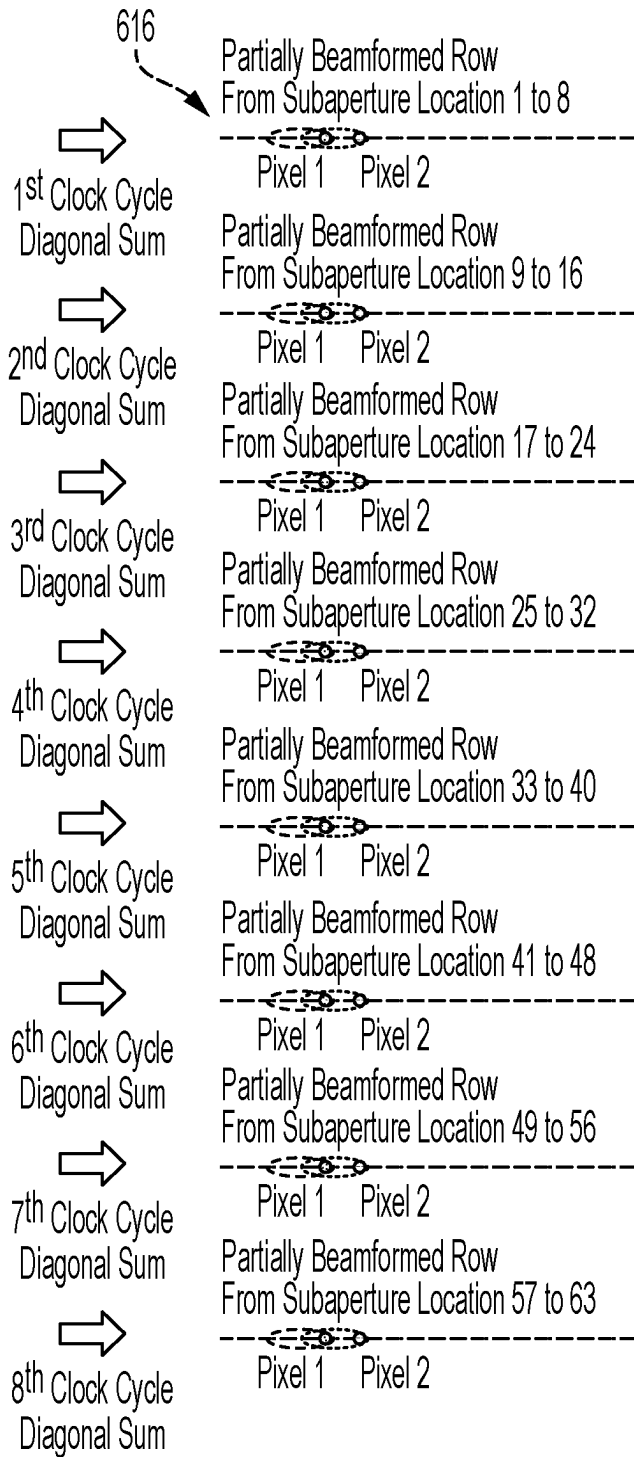 616
Partially Beamformed Row
From Subaperture Location 1 to 8
Pixel 1 Pixel 2
1st Clock Cycle
Diagonal Sum
Partially Beamformed Row
From Subaperture Location 9 to 16
Pixel 1 Pixel 2
2nd Clock Cycle
Diagonal Sum
Partially Beamformed Row
From Subaperture Location 17 to 24
Pixel 1 Pixel 2
3rd Clock Cycle
Diagonal Sum
Partially Beamformed Row
From Subaperture Location 25 to 32
Pixel 1 Pixel 2
4th Clock Cycle
Diagonal Sum
Partially Beamformed Row
From Subaperture Location 33 to 40
Pixel 1 Pixel 2
5th Clock Cycle
Diagonal Sum
Partially Beamformed Row
From Subaperture Location 41 to 48
Pixel 1 Pixel 2
6th Clock Cycle
Diagonal Sum
Partially Beamformed Row
From Subaperture Location 49 to 56
Pixel 1 Pixel 2
7th Clock Cycle
Diagonal Sum
Partially Beamformed Row
From Subaperture Location 57 to 63
Pixel 1 Pixel 2
8th Clock Cycle
Diagonal Sum